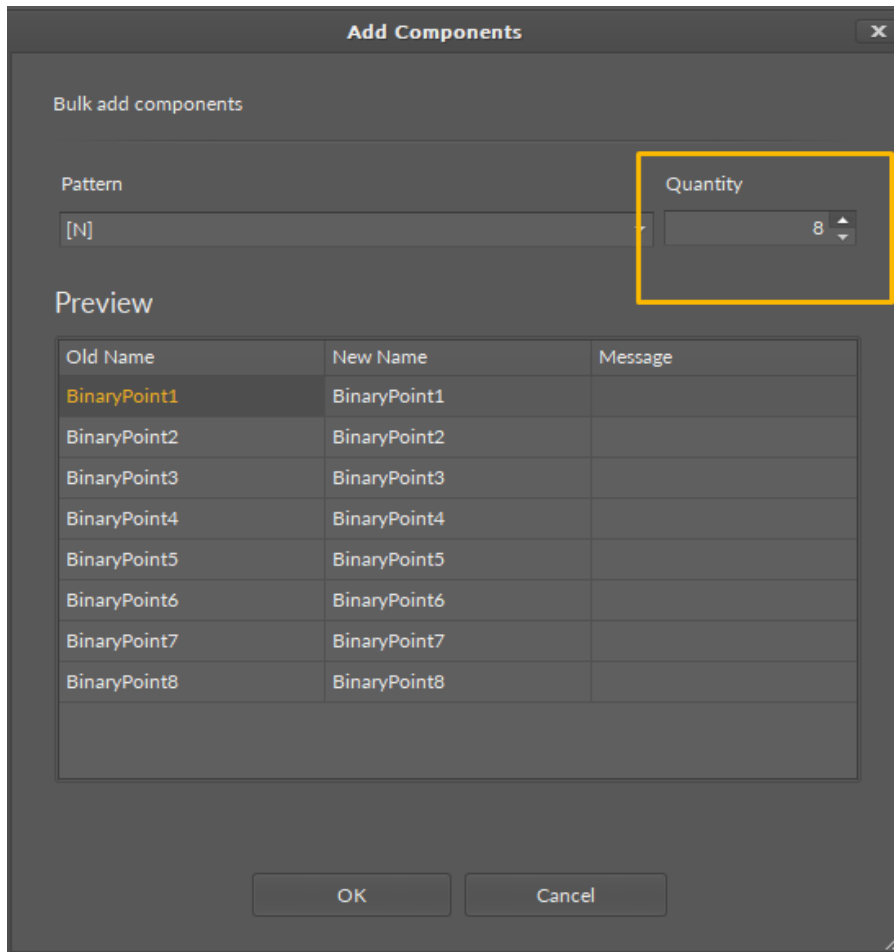 Add Components
Bulk add components
Pattern Quantity
[N] 8
Preview
Old Name New Name Message
BinaryPoint1 BinaryPoint1
BinaryPoint2 BinaryPoint2
BinaryPoint3 BinaryPoint3
BinaryPoint4 BinaryPoint4
BinaryPoint5 BinaryPoint5
BinaryPoint6 BinaryPoint6
BinaryPoint7 BinaryPoint7
BinaryPoint8 BinaryPoint8
OK Cancel